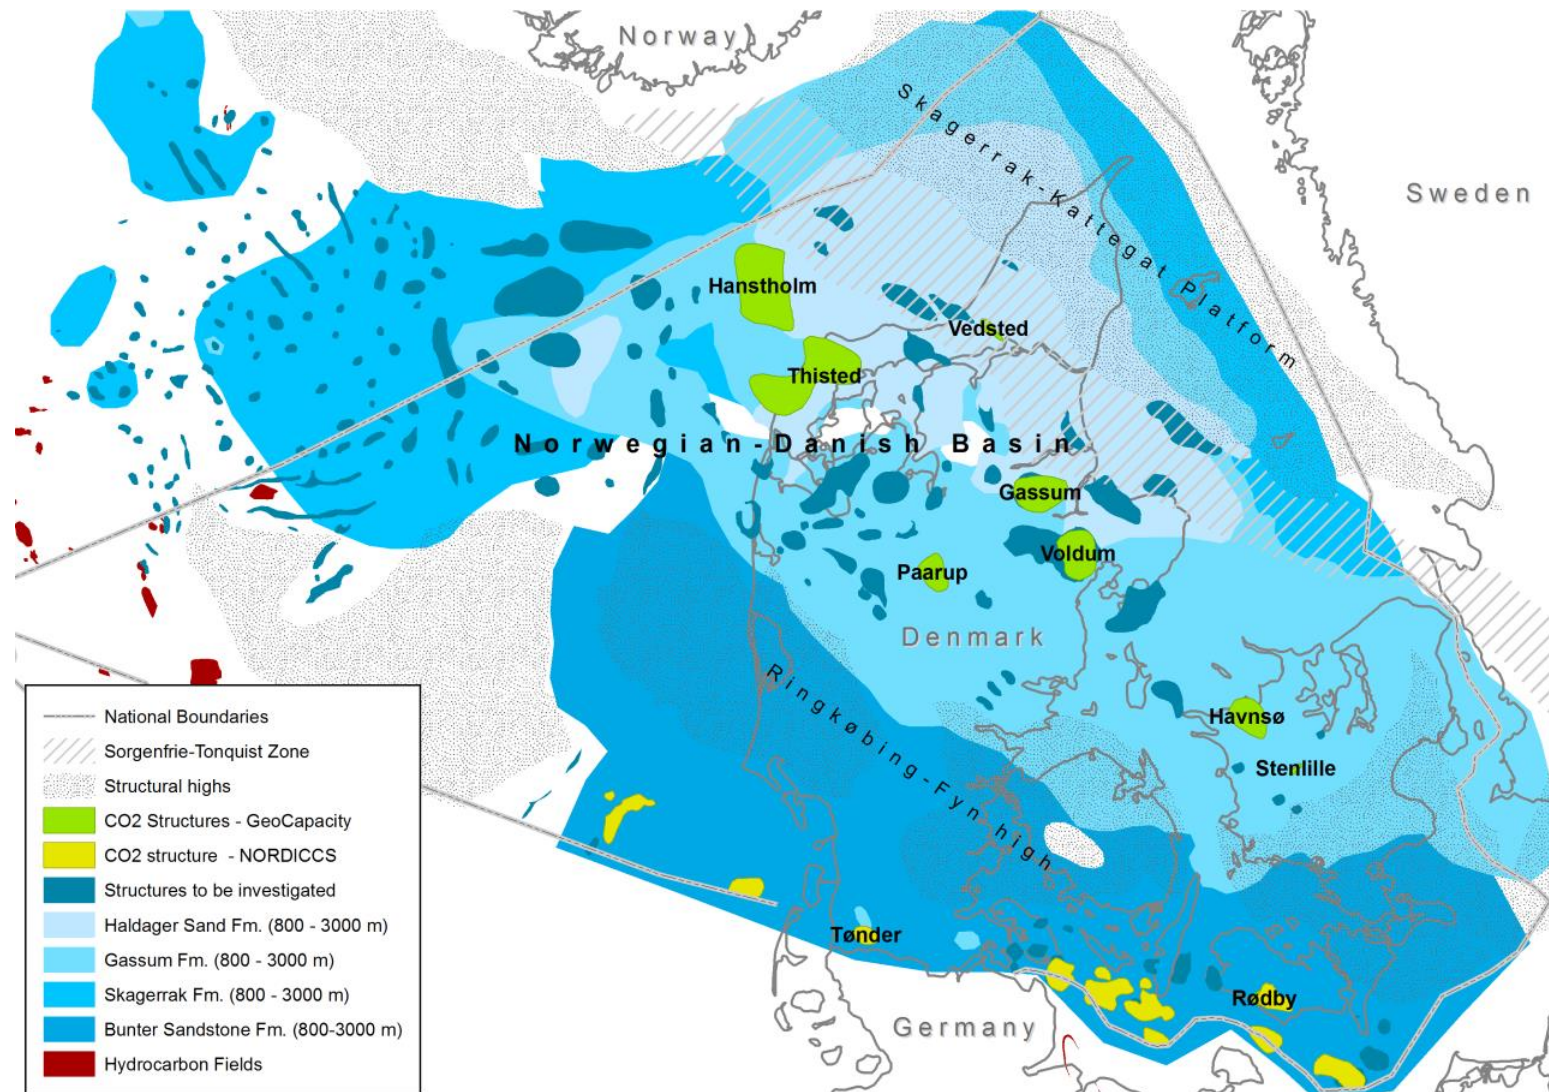 Norway
Skagerrak-Kattegat Platform
Sweden
Hanstholm
Vedsted
Thisted
Norwegian-Danish Basin
Gassum
Voldum
Paarup
Denmark
Ringkøbing-Fyn high
Havnsø
Stenlille
Tønder
Rødby
Germany
National Boundaries
Sorgenfrie-Tonquist Zone
Structural highs
CO2 Structures - GeoCapacity
CO2 structure - NORDICCS
Structures to be investigated
Haldager Sand Fm. (800 - 3000 m)
Gassum Fm. (800 - 3000 m)
Skagerrak Fm. (800 - 3000 m)
Bunter Sandstone Fm. (800-3000 m)
Hydrocarbon Fields